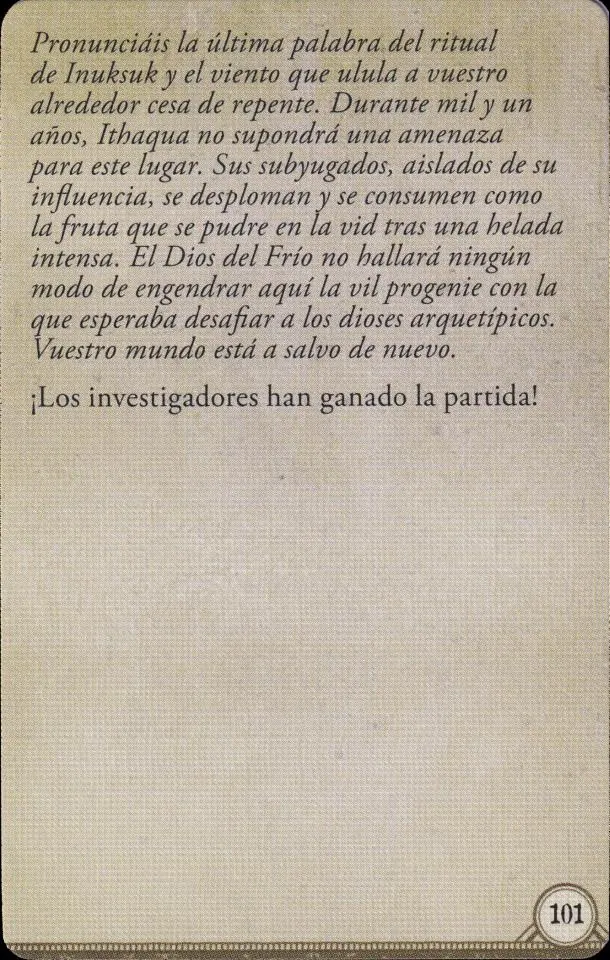 Pronunciáis la última palabra del ritual
de Inuksuk y el viento que ulula a vuestro
alrededor cesa de repente. Durante mil y un
años, Ithaqua no supondrá una amenaza
para este lugar. Sus subyugados, aislados de su
influencia, se desploman y se consumen como
la fruta que se pudre en la vid tras una helada
intensa. El Dios del Frío no hallará ningún
modo de engendrar aquí la vil progenie con la
que esperaba desafiar a los dioses arquetípicos.
Vuestro mundo está a salvo de nuevo.
¡Los investigadores han ganado la partida!
101